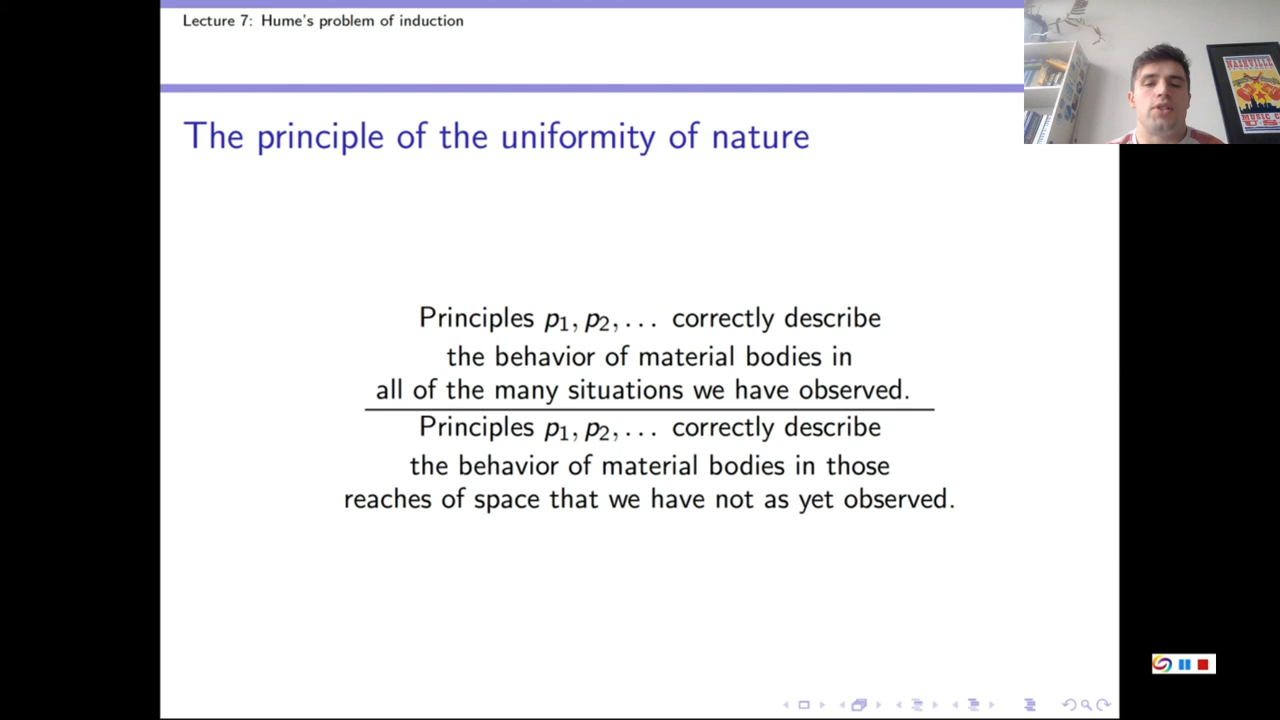 Lecture 7: Hume's problem of induction
The principle of the uniformity of nature
Principles p₁, p₂, . . . correctly describe
the behavior of material bodies in
all of the many situations we have observed.
Principles p₁, p₂, . . . correctly describe
the behavior of material bodies in those
reaches of space that we have not as yet observed.
NASHVILLE